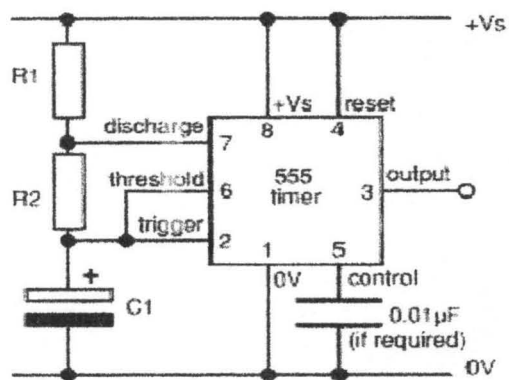 +Vs
R1
+Vs
reset
discharge
8
4
7
threshold
555
output
R2
6
timer
3
trigger
2
1
5
0V
control
+
C1
0.01µF
(if required)
0V